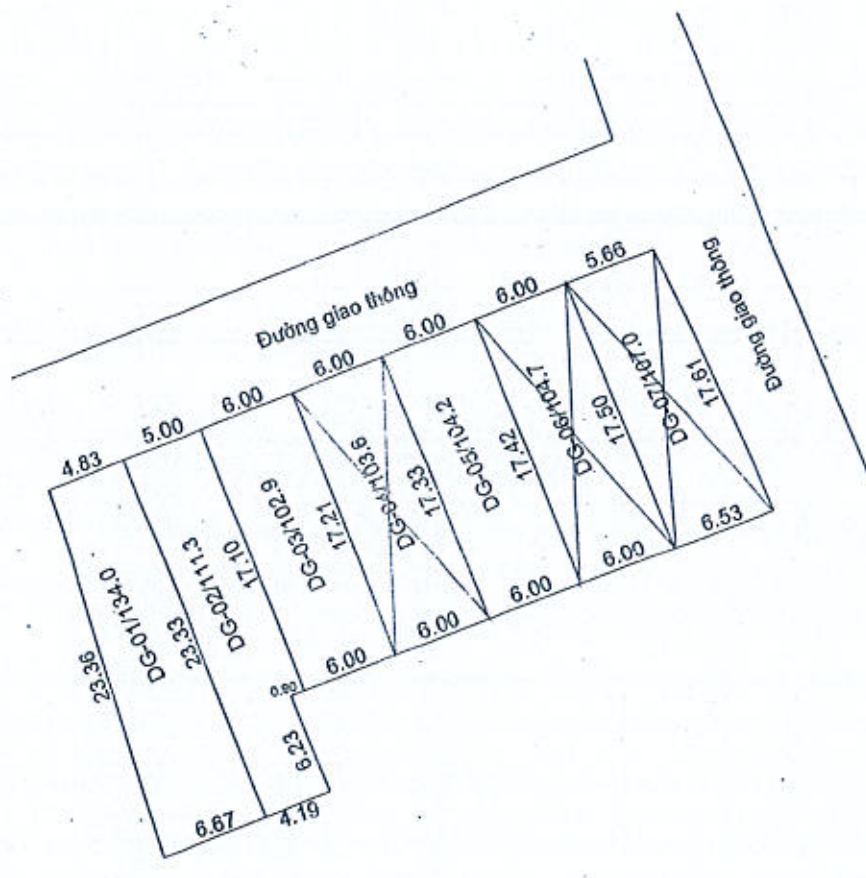 Đường giao thông
Đường giao thông
4.83
5.00
6.00
6.00
6.00
6.00
5.66
23.36
DG-01/134.0
23.33
DG-02/111.3
17.10
DG-03/102.9
17.21
DG-04/103.6
17.33
DG-05/104.2
17.42
DG-06/104.7
17.50
DG-07/107.0
17.61
0.80
6.00
6.00
6.00
6.00
6.53
6.23
6.67
4.19